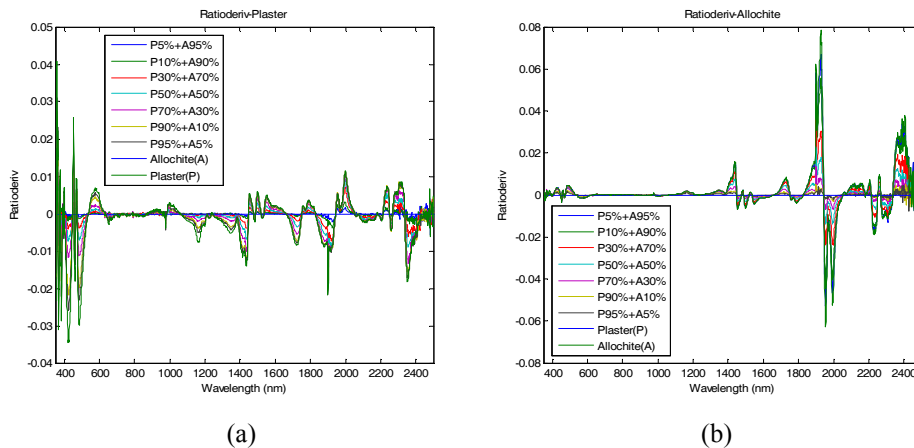 Ratioderiv-Plaster
0.05
0.04
0.03
0.02
0.01
0
-0.01
-0.02
-0.03
-0.04
Ratioderiv
P5%+A95%
P10%+A90%
P30%+A70%
P50%+A50%
P70%+A30%
P90%+A10%
P95%+A5%
Allochite(A)
Plaster(P)
400 600 800 1000 1200 1400 1600 1800 2000 2200 2400
Wavelength (nm)
(a)
Ratioderiv-Allochite
0.08
0.06
0.04
0.02
0
-0.02
-0.04
-0.06
-0.08
Ratioderiv
P5%+A95%
P10%+A90%
P30%+A70%
P50%+A50%
P70%+A30%
P90%+A10%
P95%+A5%
Plaster(P)
Allochite(A)
400 600 800 1000 1200 1400 1600 1800 2000 2200 2400
Wavelength (nm)
(b)